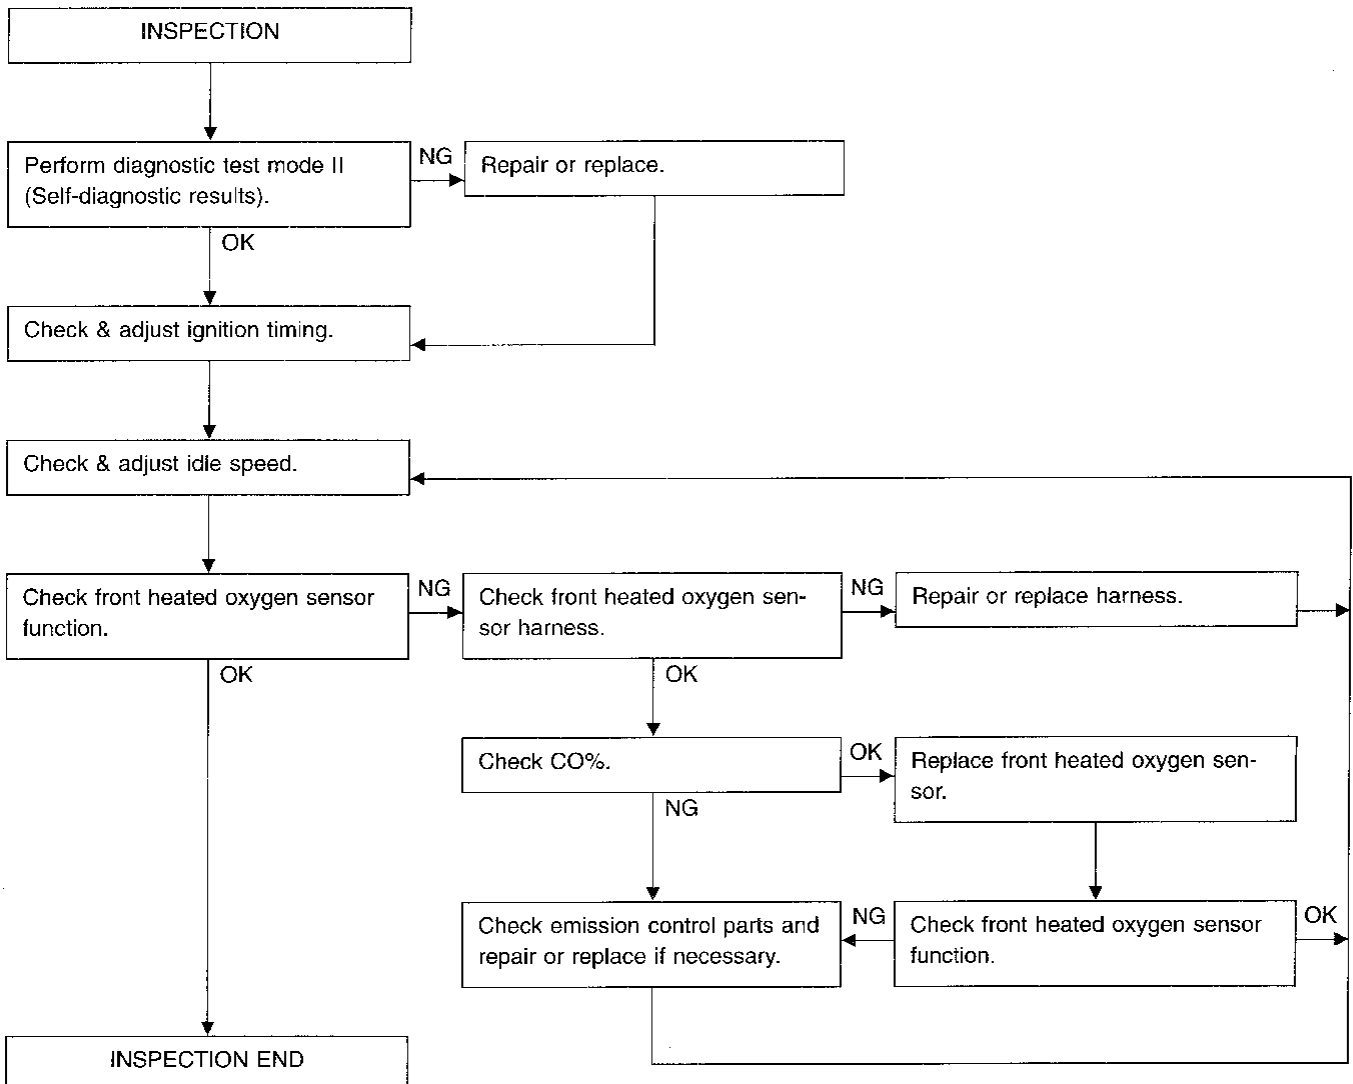 INSPECTION
Perform diagnostic test mode II
(Self-diagnostic results).
NG
Repair or replace.
OK
Check & adjust ignition timing.
Check & adjust idle speed.
Check front heated oxygen sensor
function.
NG
Check front heated oxygen sen-
sor harness.
NG
Repair or replace harness.
OK
OK
Check CO%.
OK
Replace front heated oxygen sen-
sor.
NG
Check emission control parts and
repair or replace if necessary.
NG
Check front heated oxygen sensor
function.
OK
INSPECTION END